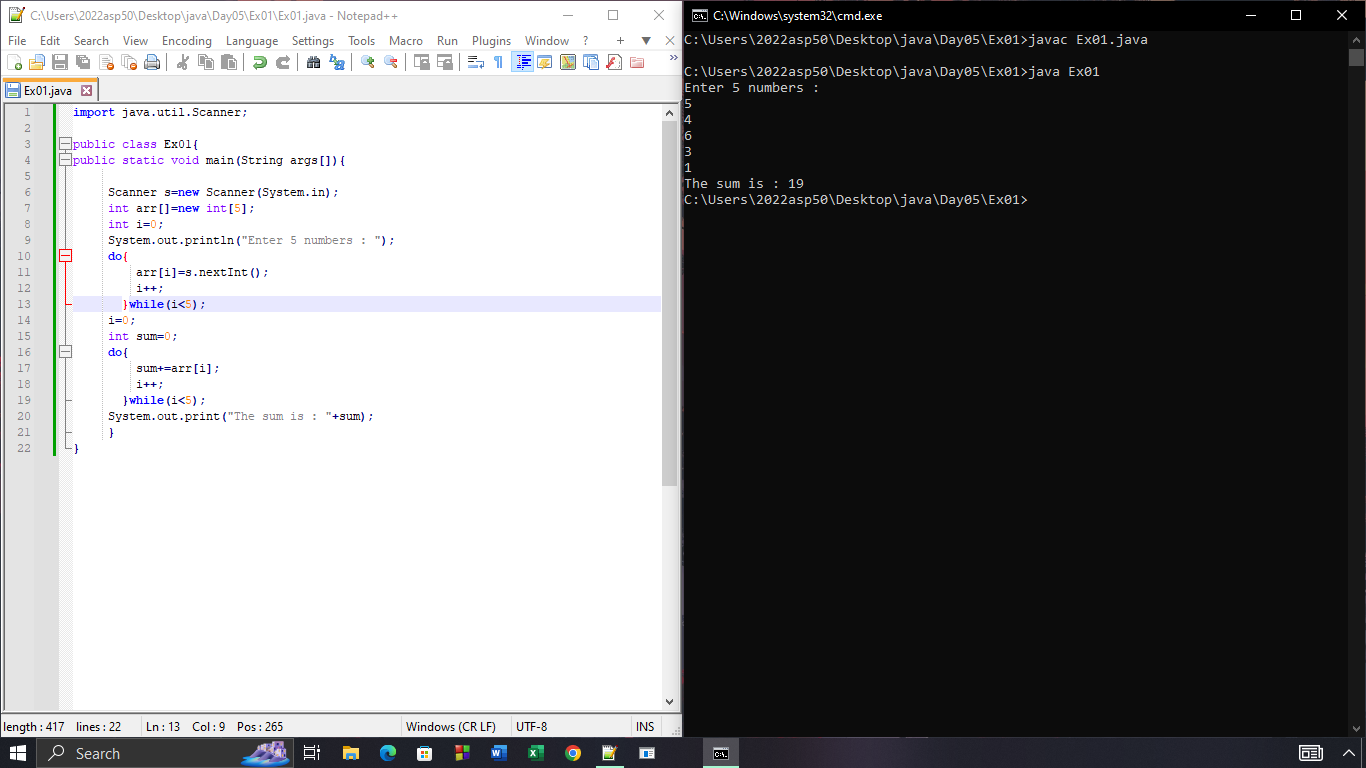 C:\Users\2022asp50\Desktop\java\Day05\Ex01\Ex01.java - Notepad++
File Edit Search View Encoding Language Settings Tools Macro Run Plugins Window ? + ▼ X
Ex01.java
1 import java.util.Scanner;
2
3 public class Ex01{
4 public static void main(String args[]){
5
6 Scanner s=new Scanner(System.in);
7 int arr[]=new int[5];
8 int i=0;
9 System.out.println("Enter 5 numbers : ");
10 do{
11 arr[i]=s.nextInt();
12 i++;
13 }while(i<5);
14 i=0;
15 int sum=0;
16 do{
17 sum+=arr[i];
18 i++;
19 }while(i<5);
20 System.out.print("The sum is : "+sum);
21 }
22 }
length : 417 lines : 22 Ln : 13 Col : 9 Pos : 265 Windows (CR LF) UTF-8 INS
C:\Windows\system32\cmd.exe
C:\Users\2022asp50\Desktop\java\Day05\Ex01>javac Ex01.java
C:\Users\2022asp50\Desktop\java\Day05\Ex01>java Ex01
Enter 5 numbers :
5
4
6
3
1
The sum is : 19
C:\Users\2022asp50\Desktop\java\Day05\Ex01>
Search